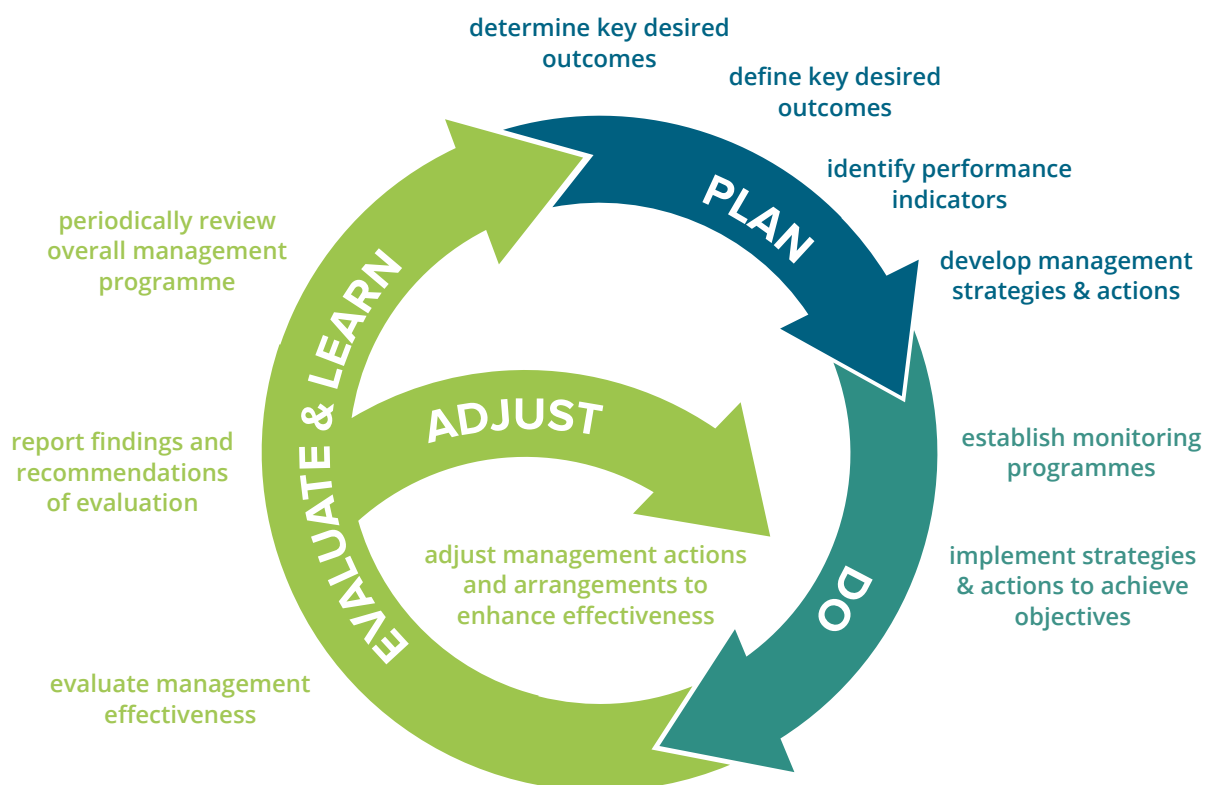 determine key desired
outcomes
define key desired
outcomes
PLAN
identify performance
indicators
develop management
strategies & actions
establish monitoring
programmes
implement strategies
& actions to achieve
objectives
DO
evaluate management
effectiveness
report findings and
recommendations
of evaluation
periodically review
overall management
programme
EVALUATE & LEARN
ADJUST
adjust management actions
and arrangements to
enhance effectiveness